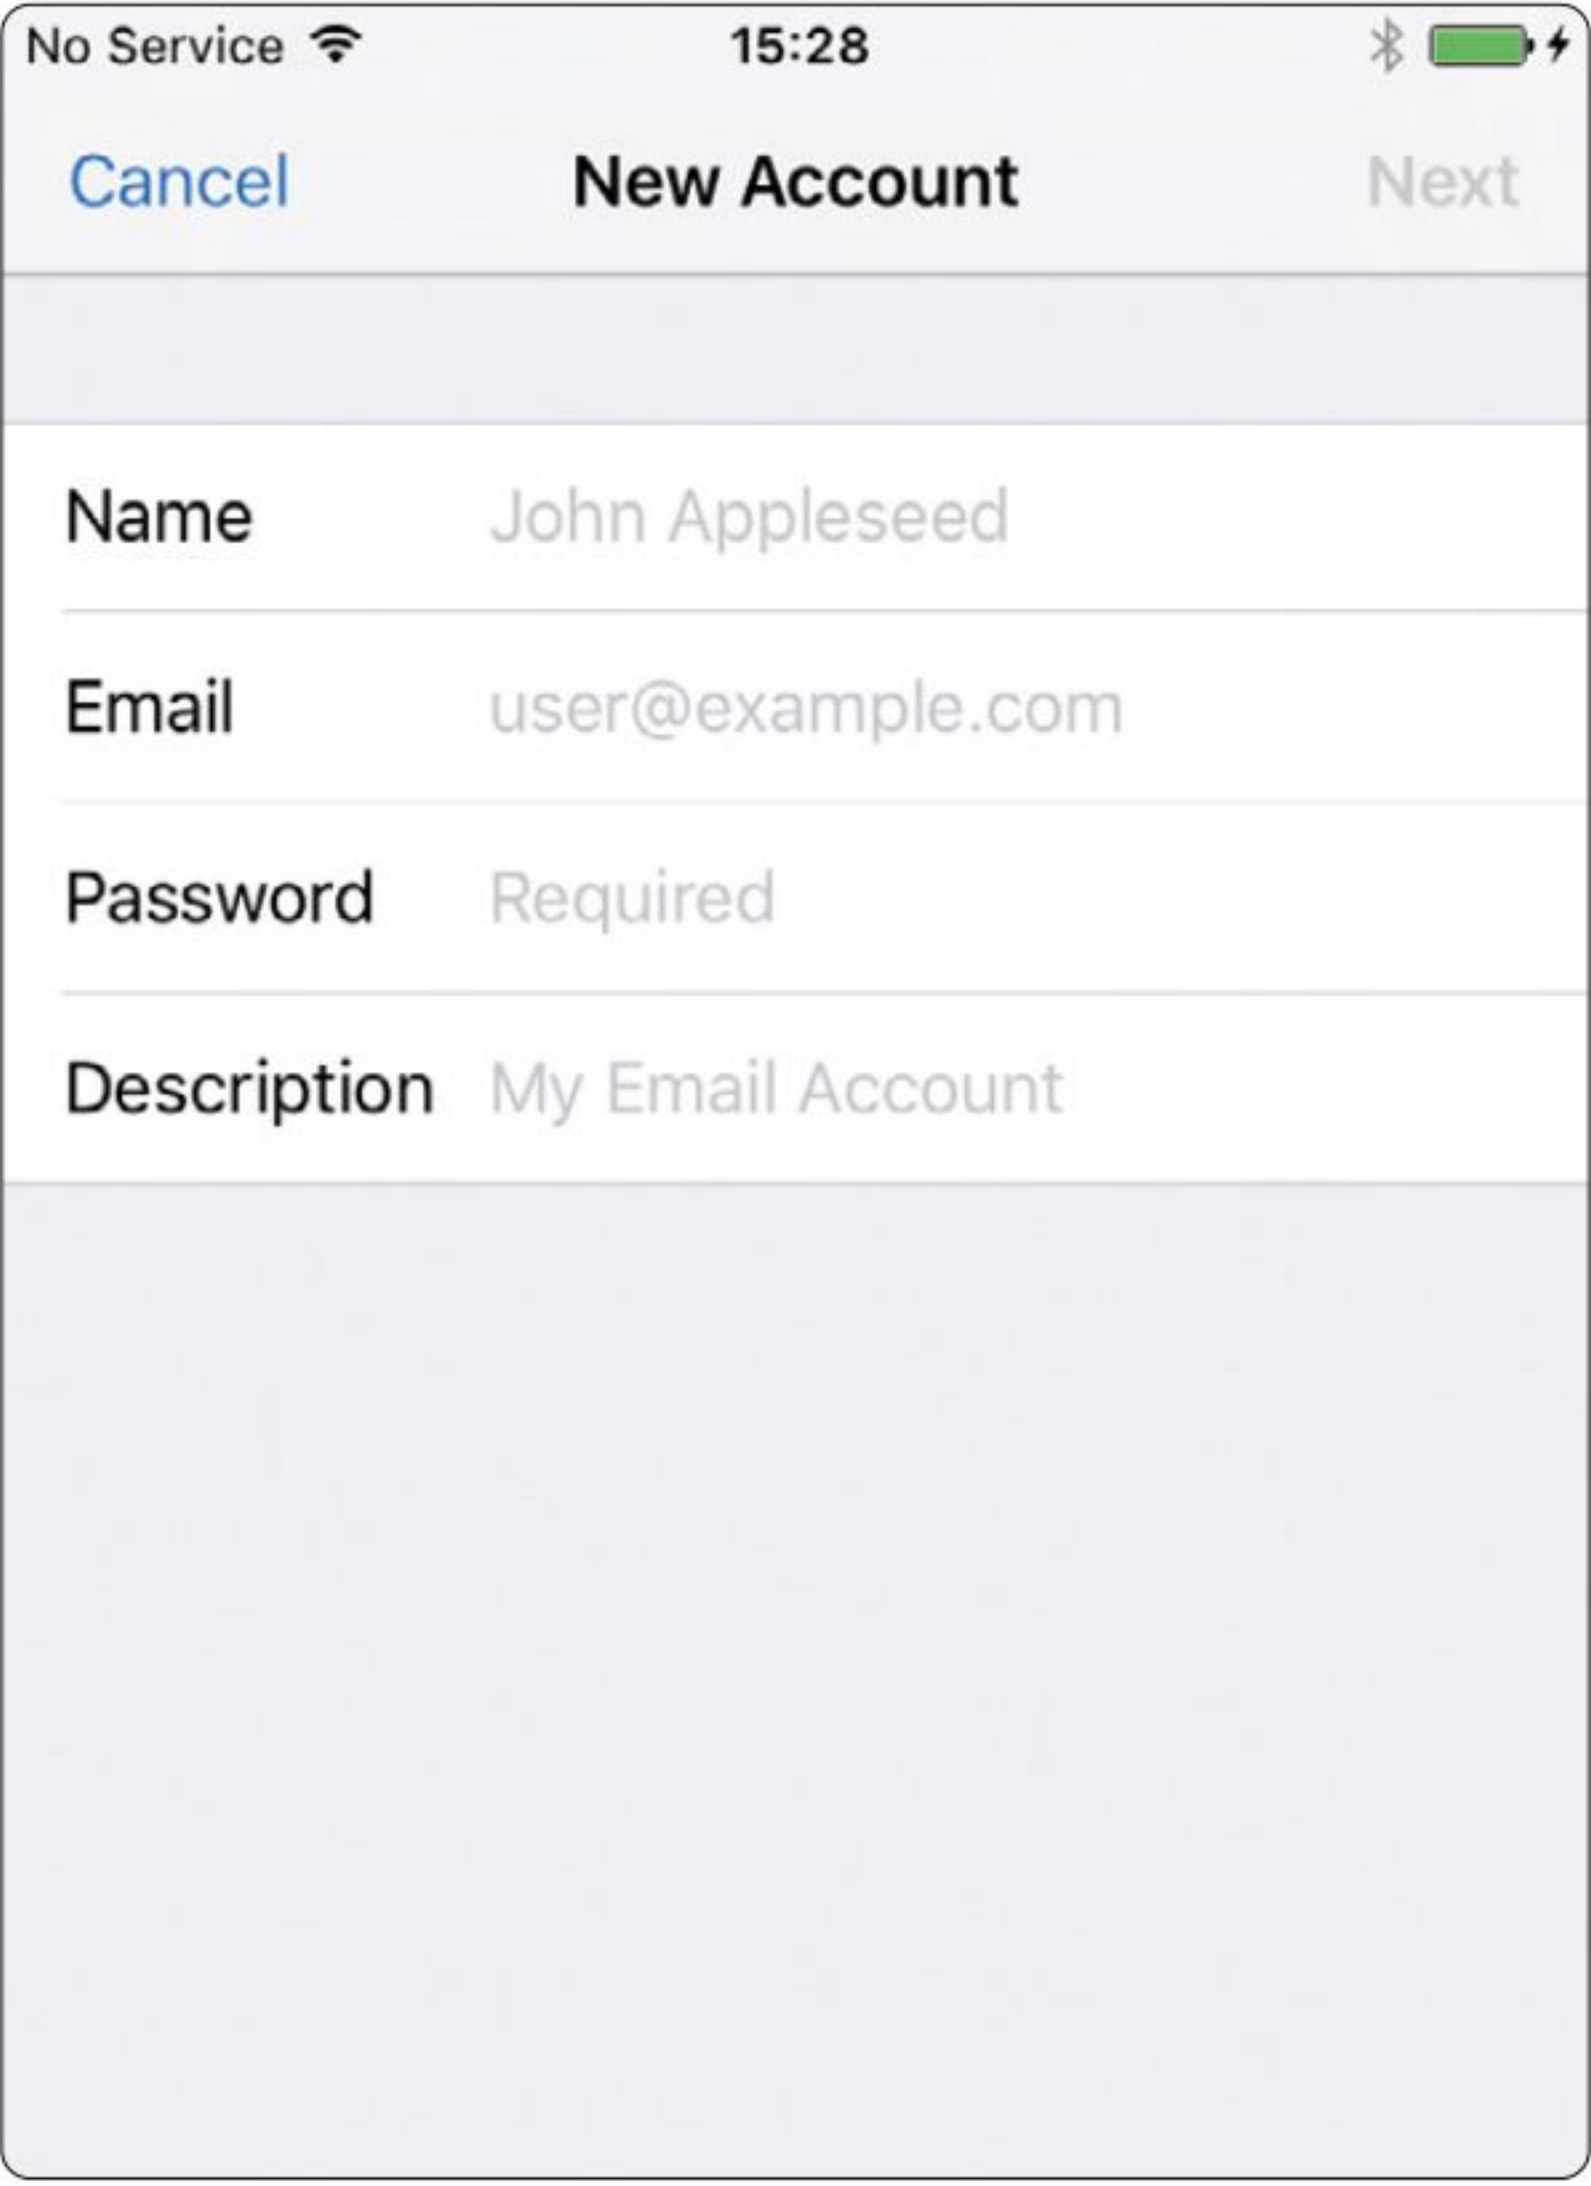 No Service 15:28
Cancel New Account Next
Name John Appleseed
Email user@example.com
Password Required
Description My Email Account